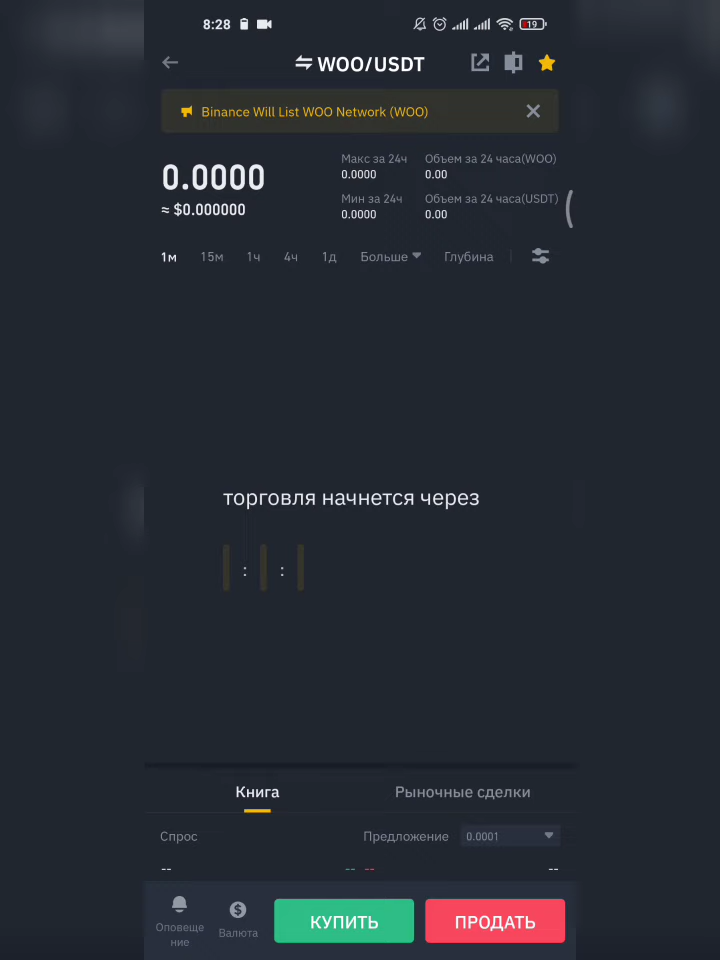 8:28
19
WOO/USDT
Binance Will List WOO Network (WOO)
0.0000
≈ $0.000000
Макс за 24ч
0.0000
Объем за 24 часа(WOO)
0.00
Мин за 24ч
0.0000
Объем за 24 часа(USDT)
0.00
1м 15м 1ч 4ч 1д Больше Глубина
торговля начнется через
: :
Книга Рыночные сделки
Спрос Предложение 0.0001
-- -- -- --
Оповеще
ние
Валюта
КУПИТЬ
ПРОДАТЬ